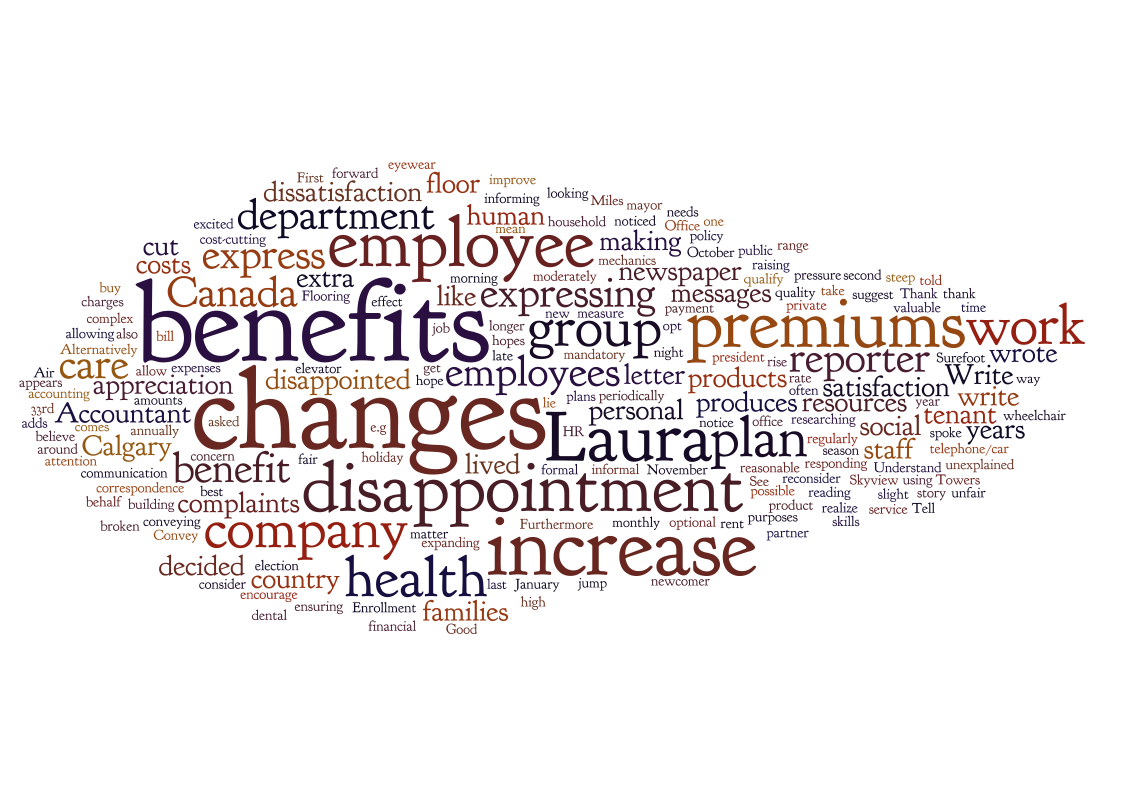 eyewear
First forward
dissatisfaction floor improve
informing looking Miles mayor
excited department human household noticed needs
mean Office one
cut cost-cutting express employee making policy
October public range
costs mechanics
extra morning moderately newspaper raising
qualify pressure second steep told
buy Canada Flooring effect like expressing messages quality take suggest Thank thank
charges new measure payment private valuable time
complex benefits job longer group opt premiums work
allowing also bill hopes
Alternatively late mandatory night president rise reporter Surefoot wrote
Air care allow expenses elevator get employees letter products rate Write way
appears appreciation disappointed hope often satisfaction
accounting amounts changes lie plans periodically produces resources year write
33rd Accountant asked e.g personal notice office researching tenant wheelchair
adds comes annually HR Laura plan social spoke years
believe Calgary regularly staff telephone/car
around concern fair holiday lived season
attention communication benefit formal informal November reasonable responding Understand unexplained
See reconsider Skyview using Towers
correspondence best disappointment possible reading slight story unfair
behalf building complaints product realize service Tell
broken conveying company Furthermore monthly optional rent purposes skills
Convey matter expanding increase partner
decided election
consider country health last January jump newcomer
encourage
dental ensuring Enrollment families high
financial Good